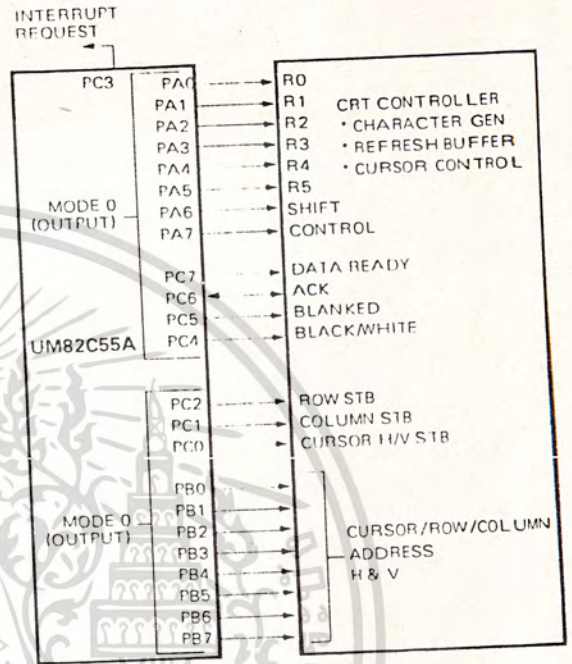 INTERRUPT
REQUEST
PC3
PA0
PA1
PA2
PA3
PA4
PA5
PA6
PA7
MODE 0
(OUTPUT)
PC7
PC6
PC5
PC4
UM82C55A
PC2
PC1
PC0
MODE 0
(OUTPUT)
PB0
PB1
PB2
PB3
PB4
PB5
PB6
PB7
R0
R1
R2
R3
R4
R5
SHIFT
CONTROL
CRT CONTROLLER
• CHARACTER GEN
• REFRESH BUFFER
• CURSOR CONTROL
DATA READY
ACK
BLANKED
BLACK/WHITE
ROW STB
COLUMN STB
CURSOR H/V STB
CURSOR/ROW/COLUMN
ADDRESS
H & V